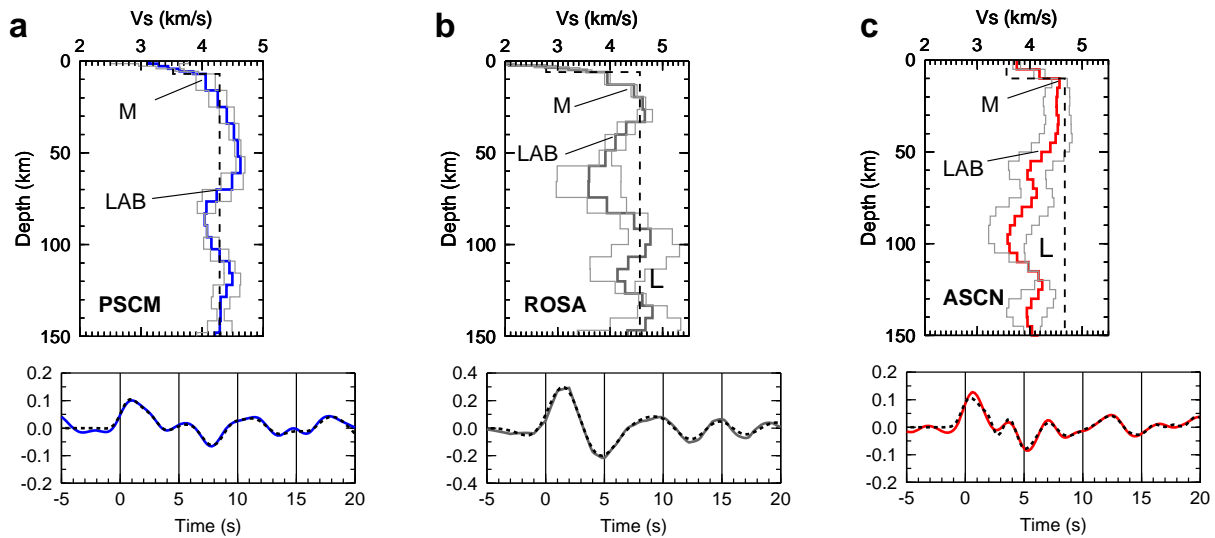 a
Vs (km/s)
2 3 4 5
0
50
100
150
Depth (km)
M
LAB
PSCM
0.2
0.1
0.0
-0.1
-0.2
-5 0 5 10 15 20
Time (s)
b
Vs (km/s)
2 3 4 5
0
50
100
150
Depth (km)
M
LAB
L
ROSA
0.4
0.2
0.0
-0.2
-0.4
-5 0 5 10 15 20
Time (s)
c
Vs (km/s)
2 3 4 5
0
50
100
150
Depth (km)
M
LAB
L
ASCN
0.2
0.1
0.0
-0.1
-0.2
-5 0 5 10 15 20
Time (s)